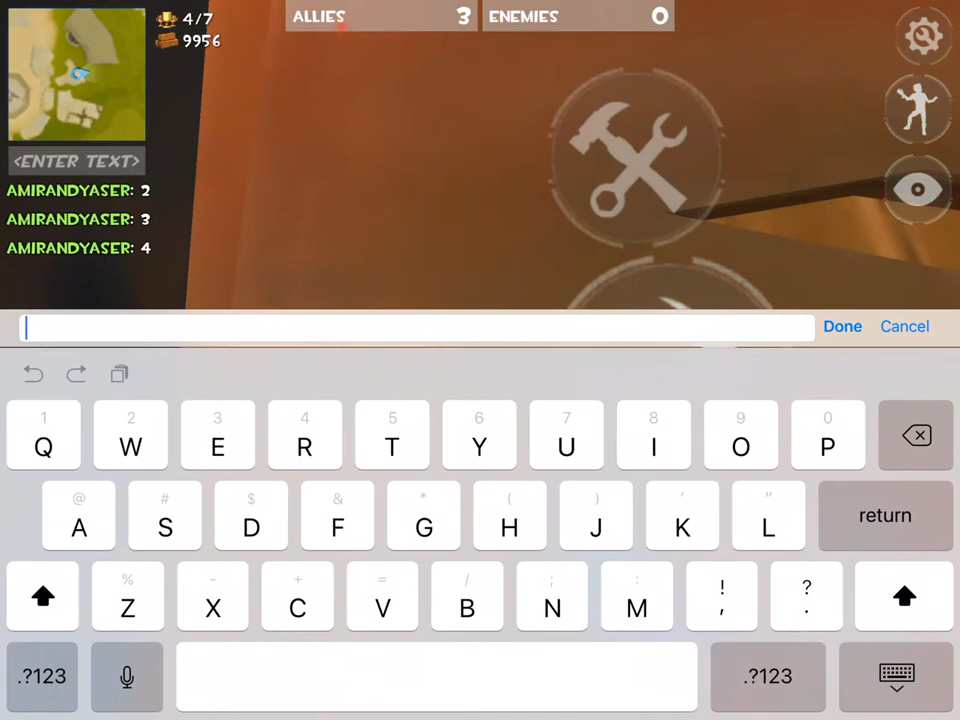 4/7
9956
ALLIES 3 ENEMIES 0
<ENTER TEXT>
AMIRANDYASER: 2
AMIRANDYASER: 3
AMIRANDYASER: 4
Done Cancel
1 2 3 4 5 6 7 8 9 0
Q W E R T Y U I O P
@ # $ & * ( ) ' "
A S D F G H J K L return
% - + = / ; : ! ?
Z X C V B N M , .
.?123 .?123